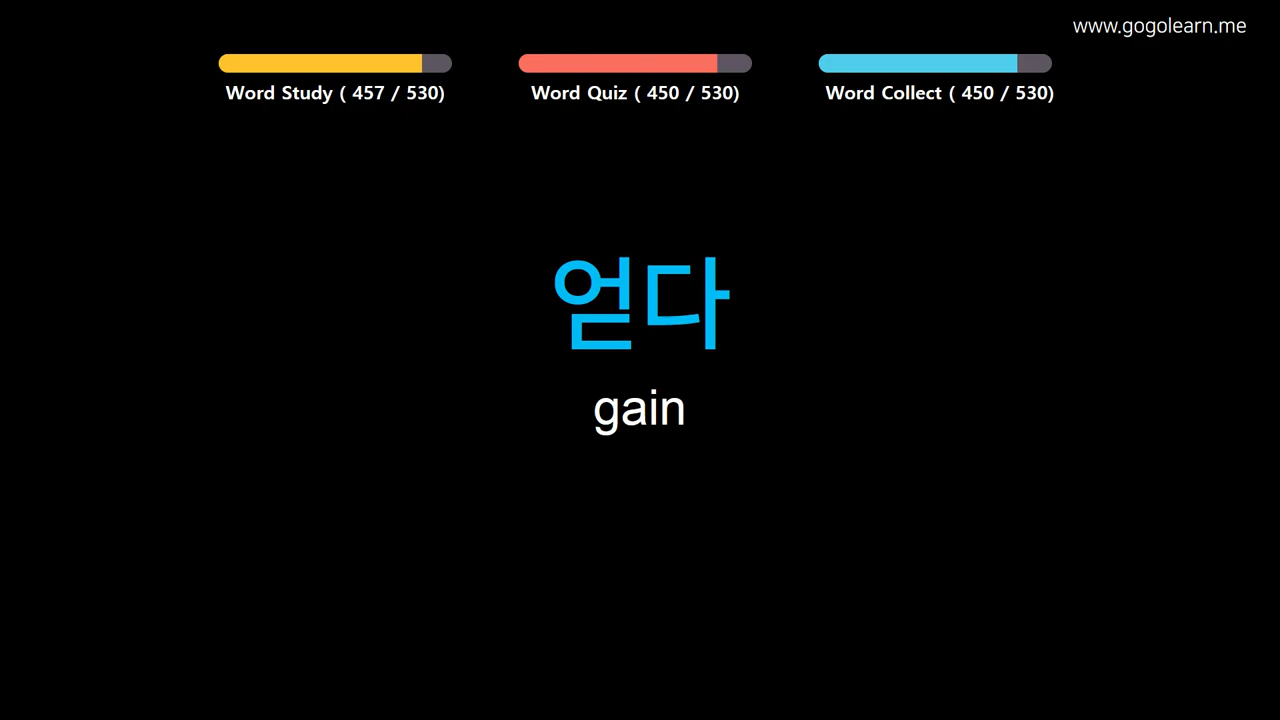 www.gogolearn.me
Word Study ( 457 / 530)
Word Quiz ( 450 / 530)
Word Collect ( 450 / 530)
얻다
gain